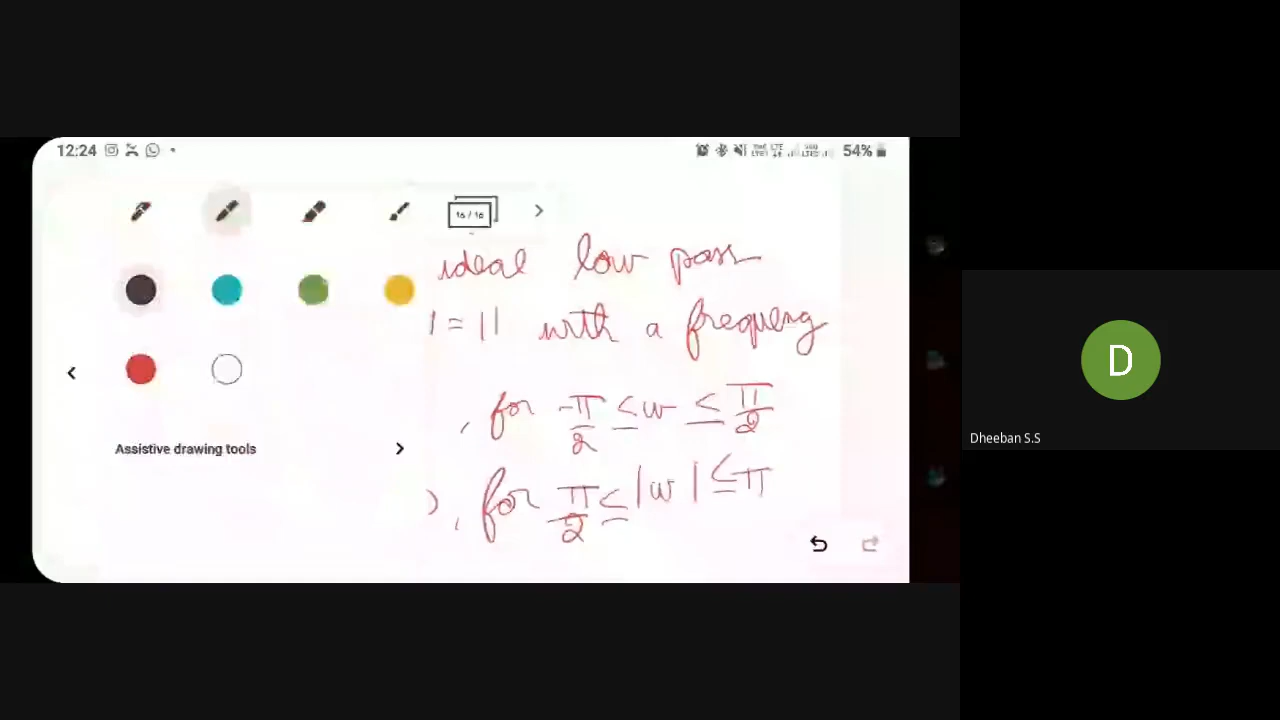 12:24
54%
16 / 16
ideal low pass
1 = 11 with a frequency
, for -π/2 ≤ w ≤ π/2
), for π/2 ≤ |w| ≤ π
Assistive drawing tools
D
Dheeban S.S